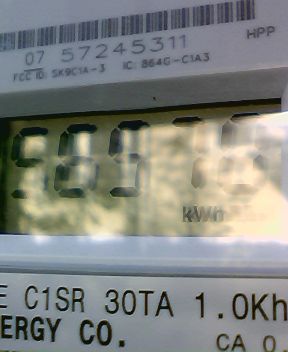 HPP
07 57245311
FCC ID: SK9C1A-3 IC: 864G-C1A3
kWh
E C1SR 30TA 1.0Kh
ERGY CO. CA 0.